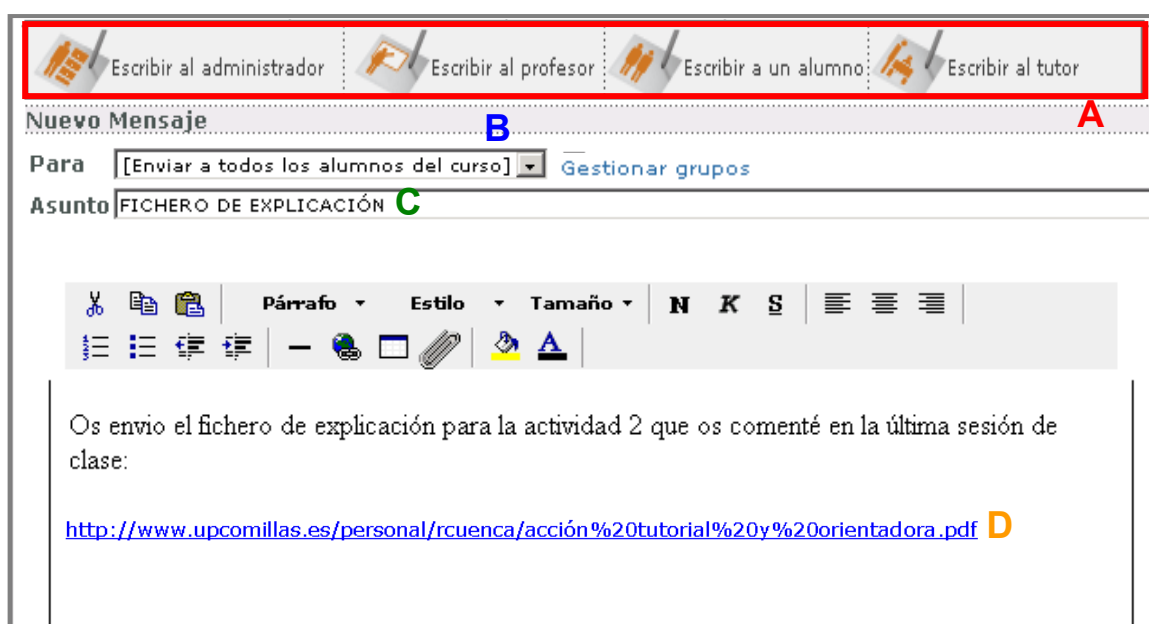 Escribir al administrador Escribir al profesor Escribir a un alumno Escribir al tutor
A
Nuevo Mensaje
B
Para [Enviar a todos los alumnos del curso] Gestionar grupos
Asunto FICHERO DE EXPLICACIÓN C
Párrafo Estilo Tamaño N K S
A
Os envio el fichero de explicación para la actividad 2 que os comenté en la última sesión de
clase:
http://www.upcomillas.es/personal/rcuenca/acción%20tutorial%20y%20orientadora.pdf D